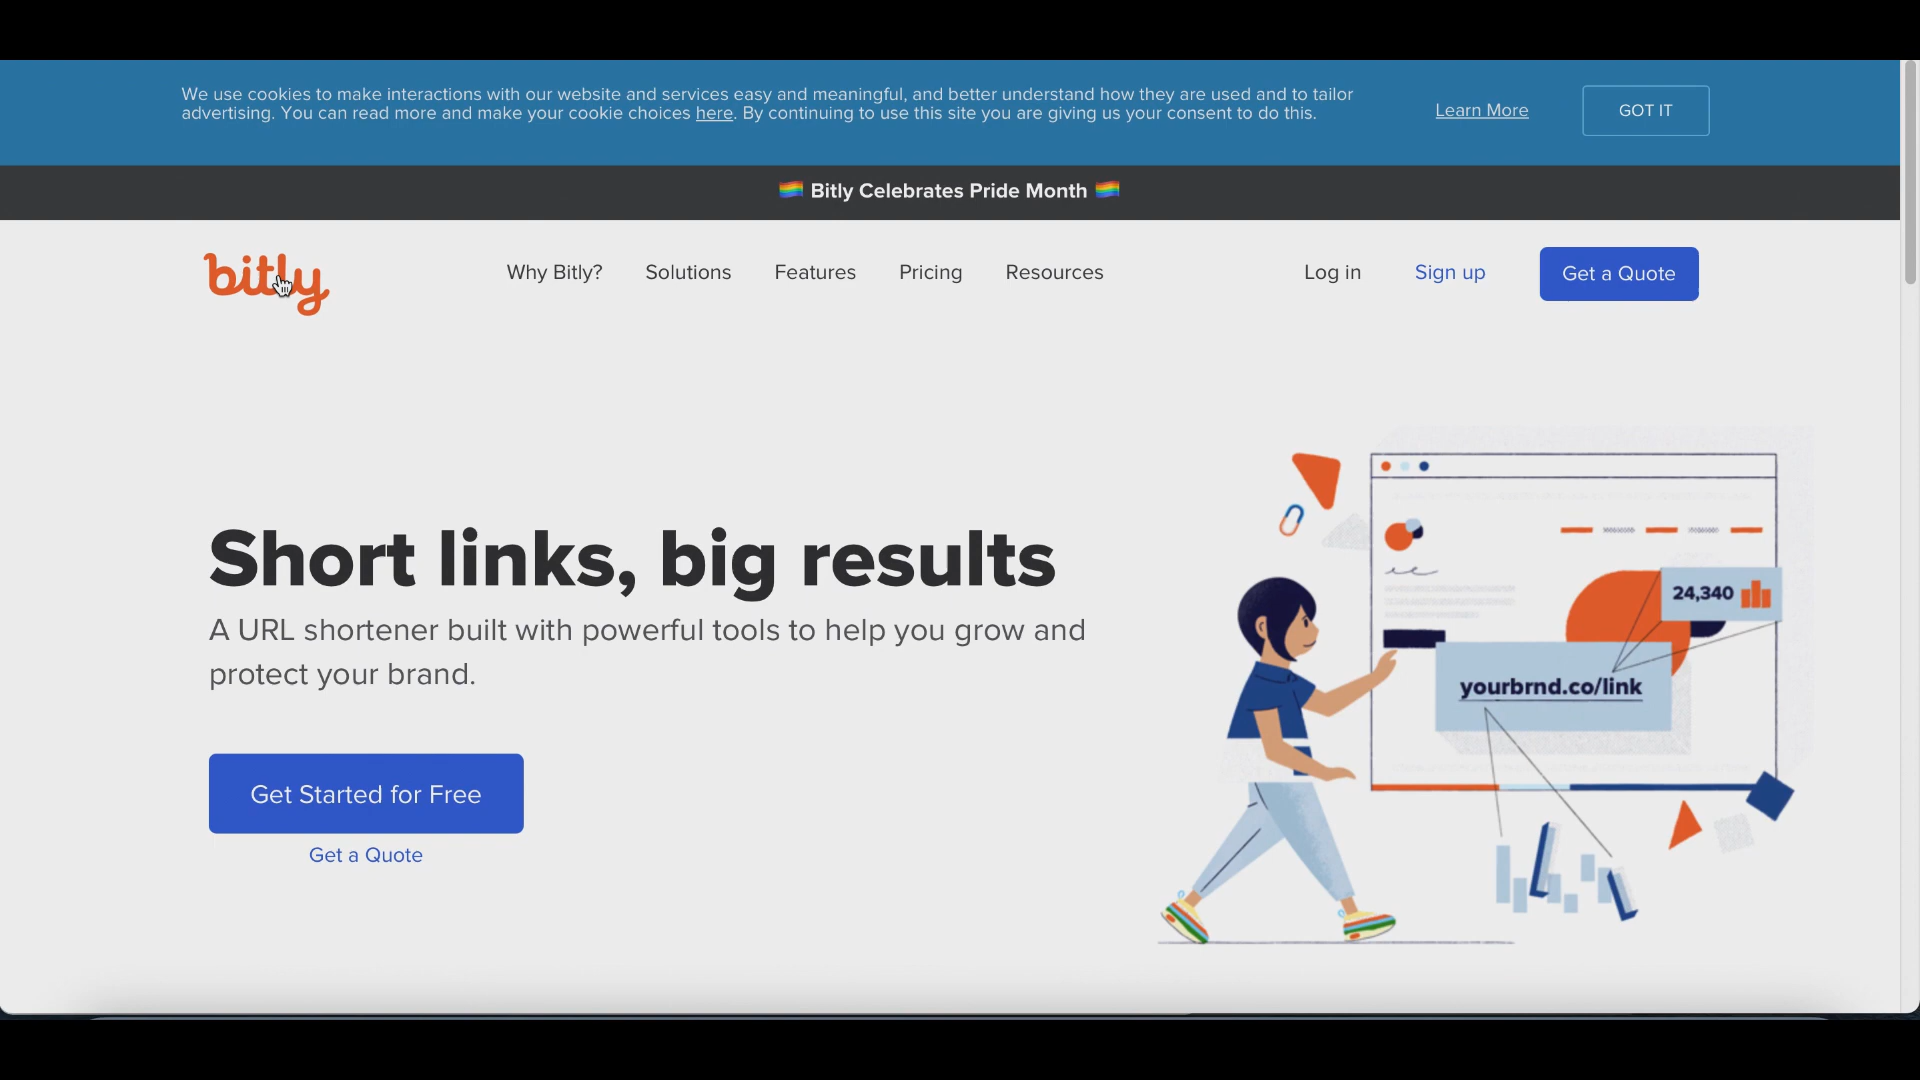 We use cookies to make interactions with our website and services easy and meaningful, and better understand how they are used and to tailor
advertising. You can read more and make your cookie choices here. By continuing to use this site you are giving us your consent to do this.
Learn More
GOT IT
🏳️‍🌈 Bitly Celebrates Pride Month 🏳️‍🌈
bitly
Why Bitly?
Solutions
Features
Pricing
Resources
Log in
Sign up
Get a Quote
Short links, big results
A URL shortener built with powerful tools to help you grow and
protect your brand.
Get Started for Free
Get a Quote
24,340
yourbrnd.co/link